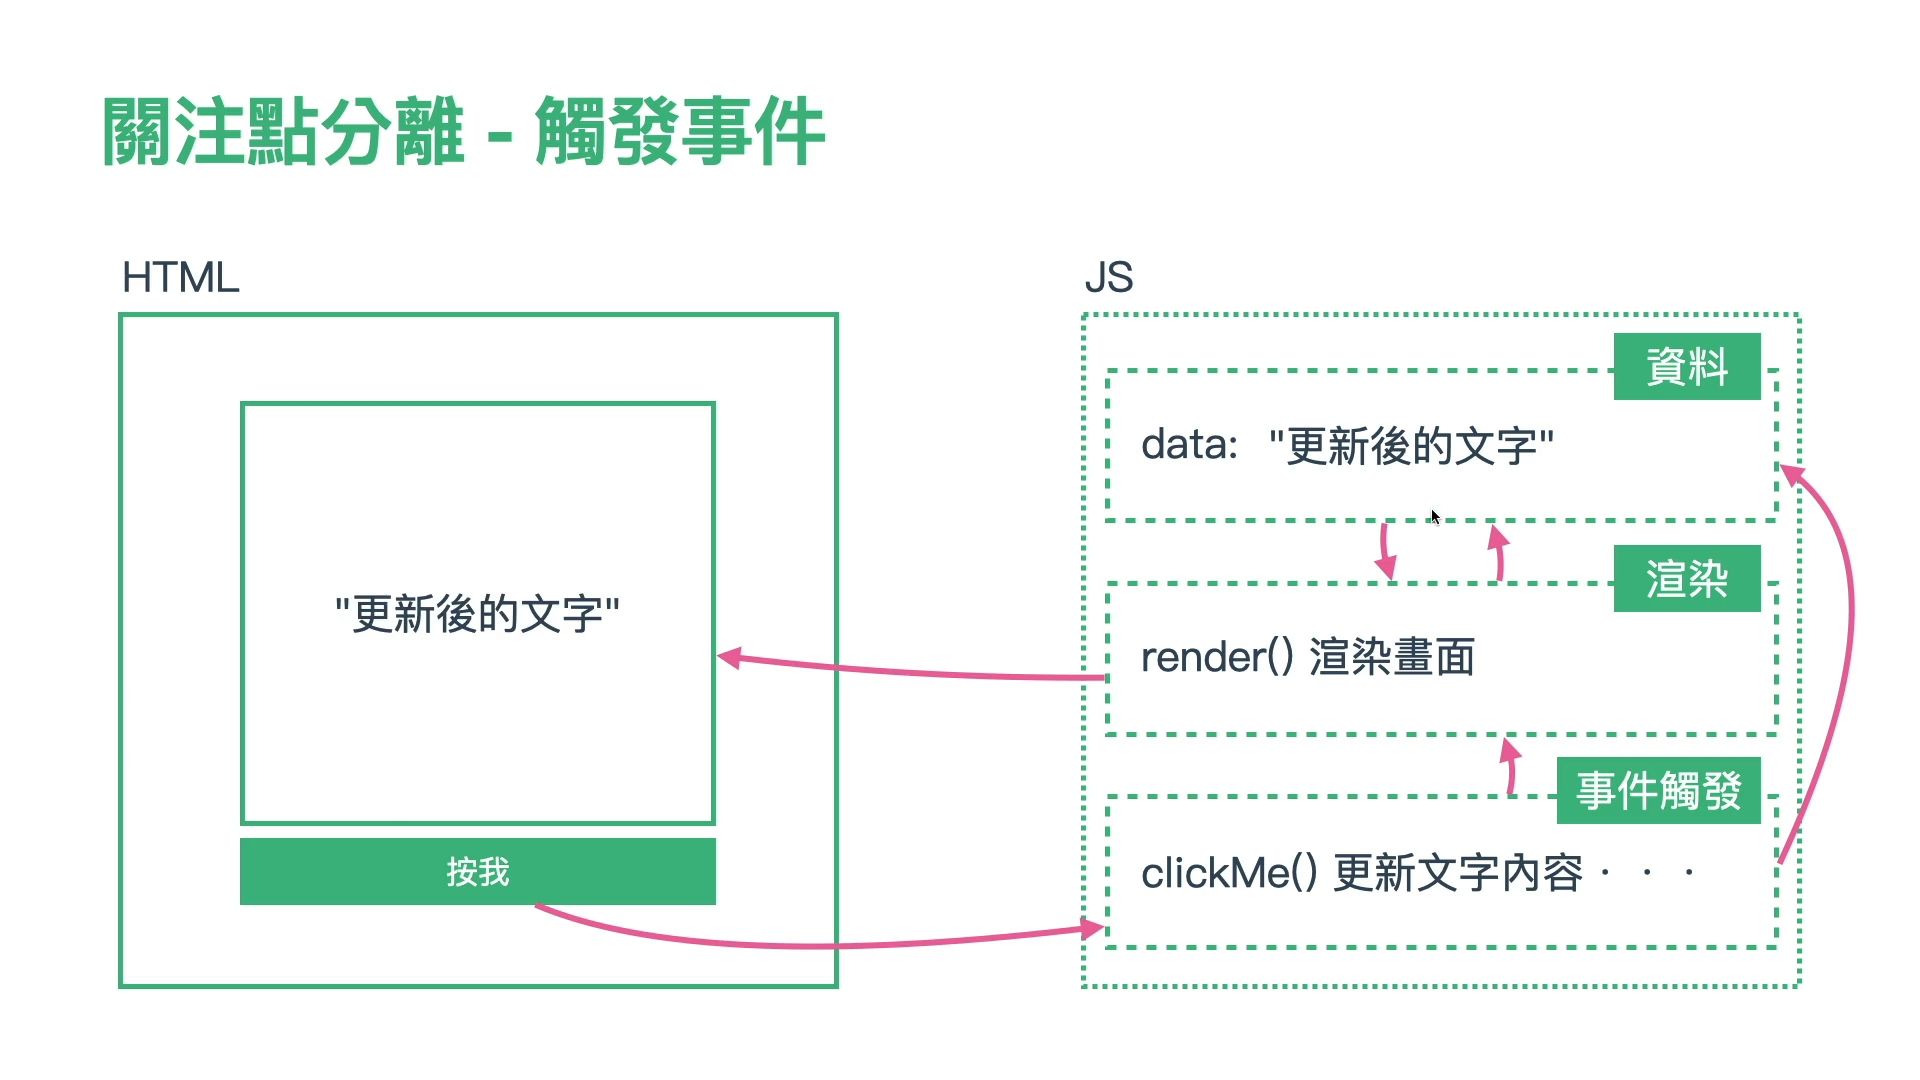 關注點分離 - 觸發事件
HTML
"更新後的文字"
按我
JS
資料
data: "更新後的文字"
渲染
render() 渲染畫面
事件觸發
clickMe() 更新文字內容．．．